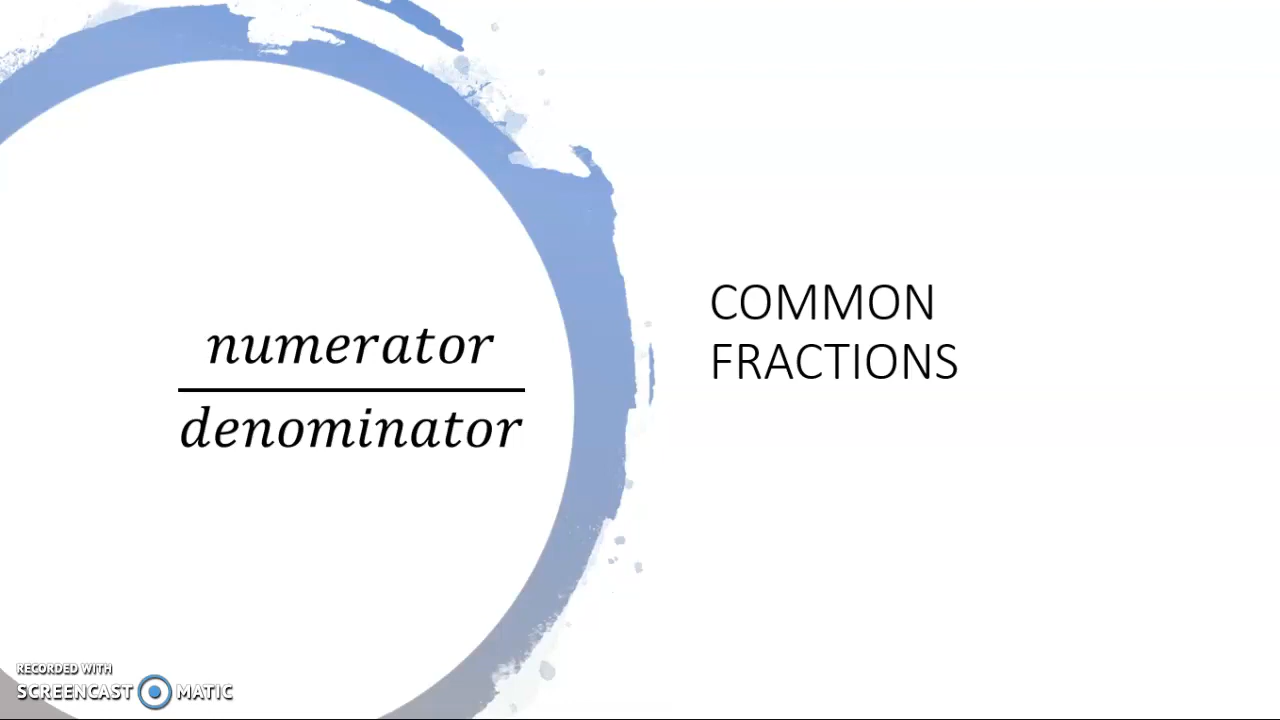 numerator
denominator
COMMON
FRACTIONS
RECORDED WITH
SCREENCAST MATIC